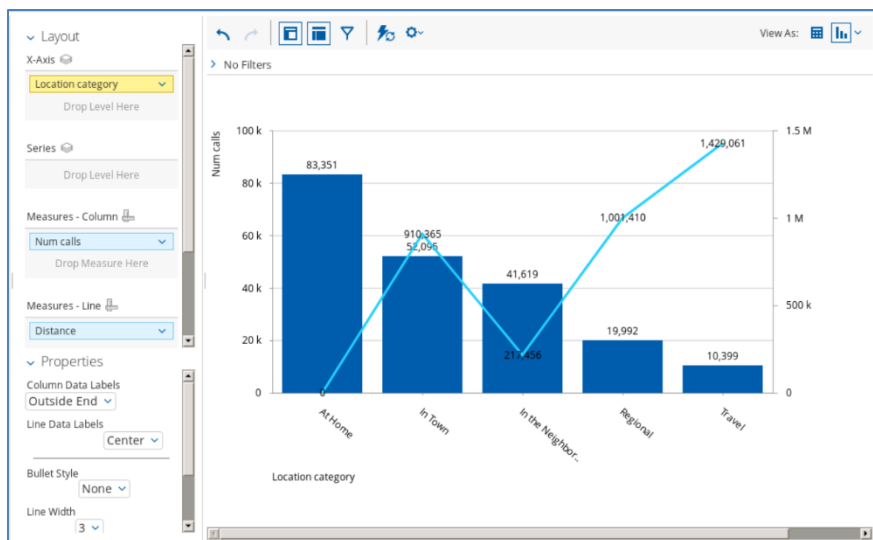 Layout
X-Axis
Location category
Drop Level Here
Series
Drop Level Here
Measures - Column
Num calls
Drop Measure Here
Measures - Line
Distance
Properties
Column Data Labels
Outside End
Line Data Labels
Center
Bullet Style
None
Line Width
3
View As:
No Filters
Num calls
100 k
80 k
60 k
40 k
20 k
0
1.5 M
1 M
500 k
0
83,351
910,365
52,095
41,619
217,456
1,001,410
19,992
1,429,061
10,399
0
At Home
In Town
In the Neighbor...
Regional
Travel
Location category